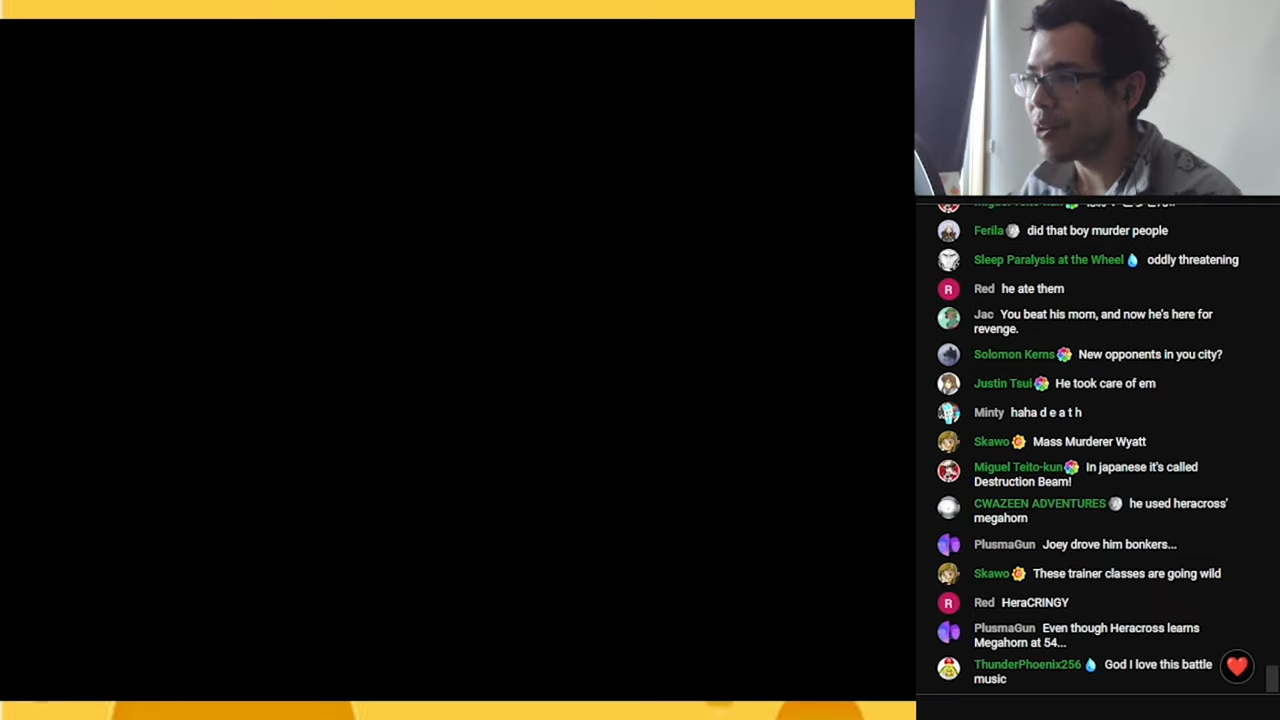 Ferila did that boy murder people
Sleep Paralysis at the Wheel oddly threatening
R Red he ate them
Jac You beat his mom, and now he's here for
revenge.
Solomon Kerns New opponents in you city?
Justin Tsui He took care of em
Minty haha d e a t h
Skawo Mass Murderer Wyatt
Miguel Teito-kun In japanese it's called
Destruction Beam!
CWAZEEN ADVENTURES he used heracross'
megahorn
PlusmaGun Joey drove him bonkers...
Skawo These trainer classes are going wild
R Red HeraCRINGY
PlusmaGun Even though Heracross learns
Megahorn at 54...
ThunderPhoenix256 God I love this battle
music